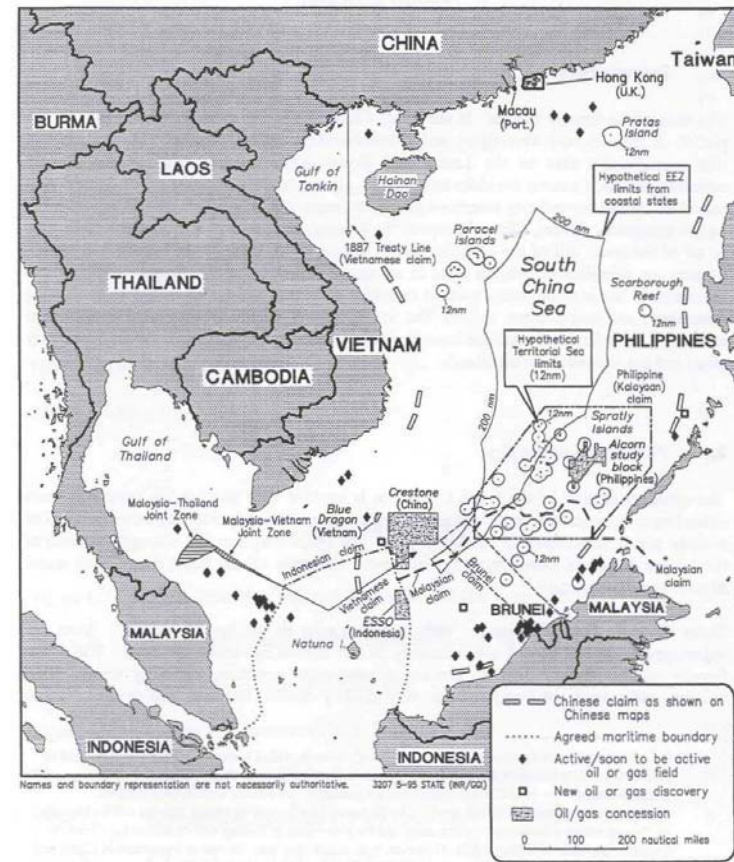 CHINA
Taiwan
Hong Kong
(U.K.)
Macau
(Port.)
Pratas
Island
12nm
BURMA
LAOS
Gulf of
Tonkin
Hainan
Dao
Hypothetical EEZ
limits from
coastal states
200 nm
1887 Treaty Line
(Vietnamese claim)
Paracel
Islands
12nm
South
China
Sea
Scarborough
Reef
12nm
THAILAND
VIETNAM
PHILIPPINES
Hypothetical
Territorial Sea
limits
(12nm)
CAMBODIA
Philippine
(Kalayaan)
claim
200 nm
12nm
Spratly
Islands
Alcorn
study
block
(Philippines)
Gulf of
Thailand
Malaysia-Thailand
Joint Zone
Malaysia-Vietnam
Joint Zone
Blue
Dragon
(Vietnam)
Crestone
(China)
Indonesian claim
Vietnamese
claim
Malaysian
claim
Brunei
claim
12nm
Malaysian
claim
ESSO
(Indonesia)
BRUNEI
MALAYSIA
MALAYSIA
Natuna I.
INDONESIA
INDONESIA
Chinese claim as shown on
Chinese maps
Agreed maritime boundary
Active/soon to be active
oil or gas field
New oil or gas discovery
Oil/gas concession
0 100 200 nautical miles
Names and boundary representation are not necessarily authoritative. 3207 5-95 STATE (INR/GGI)